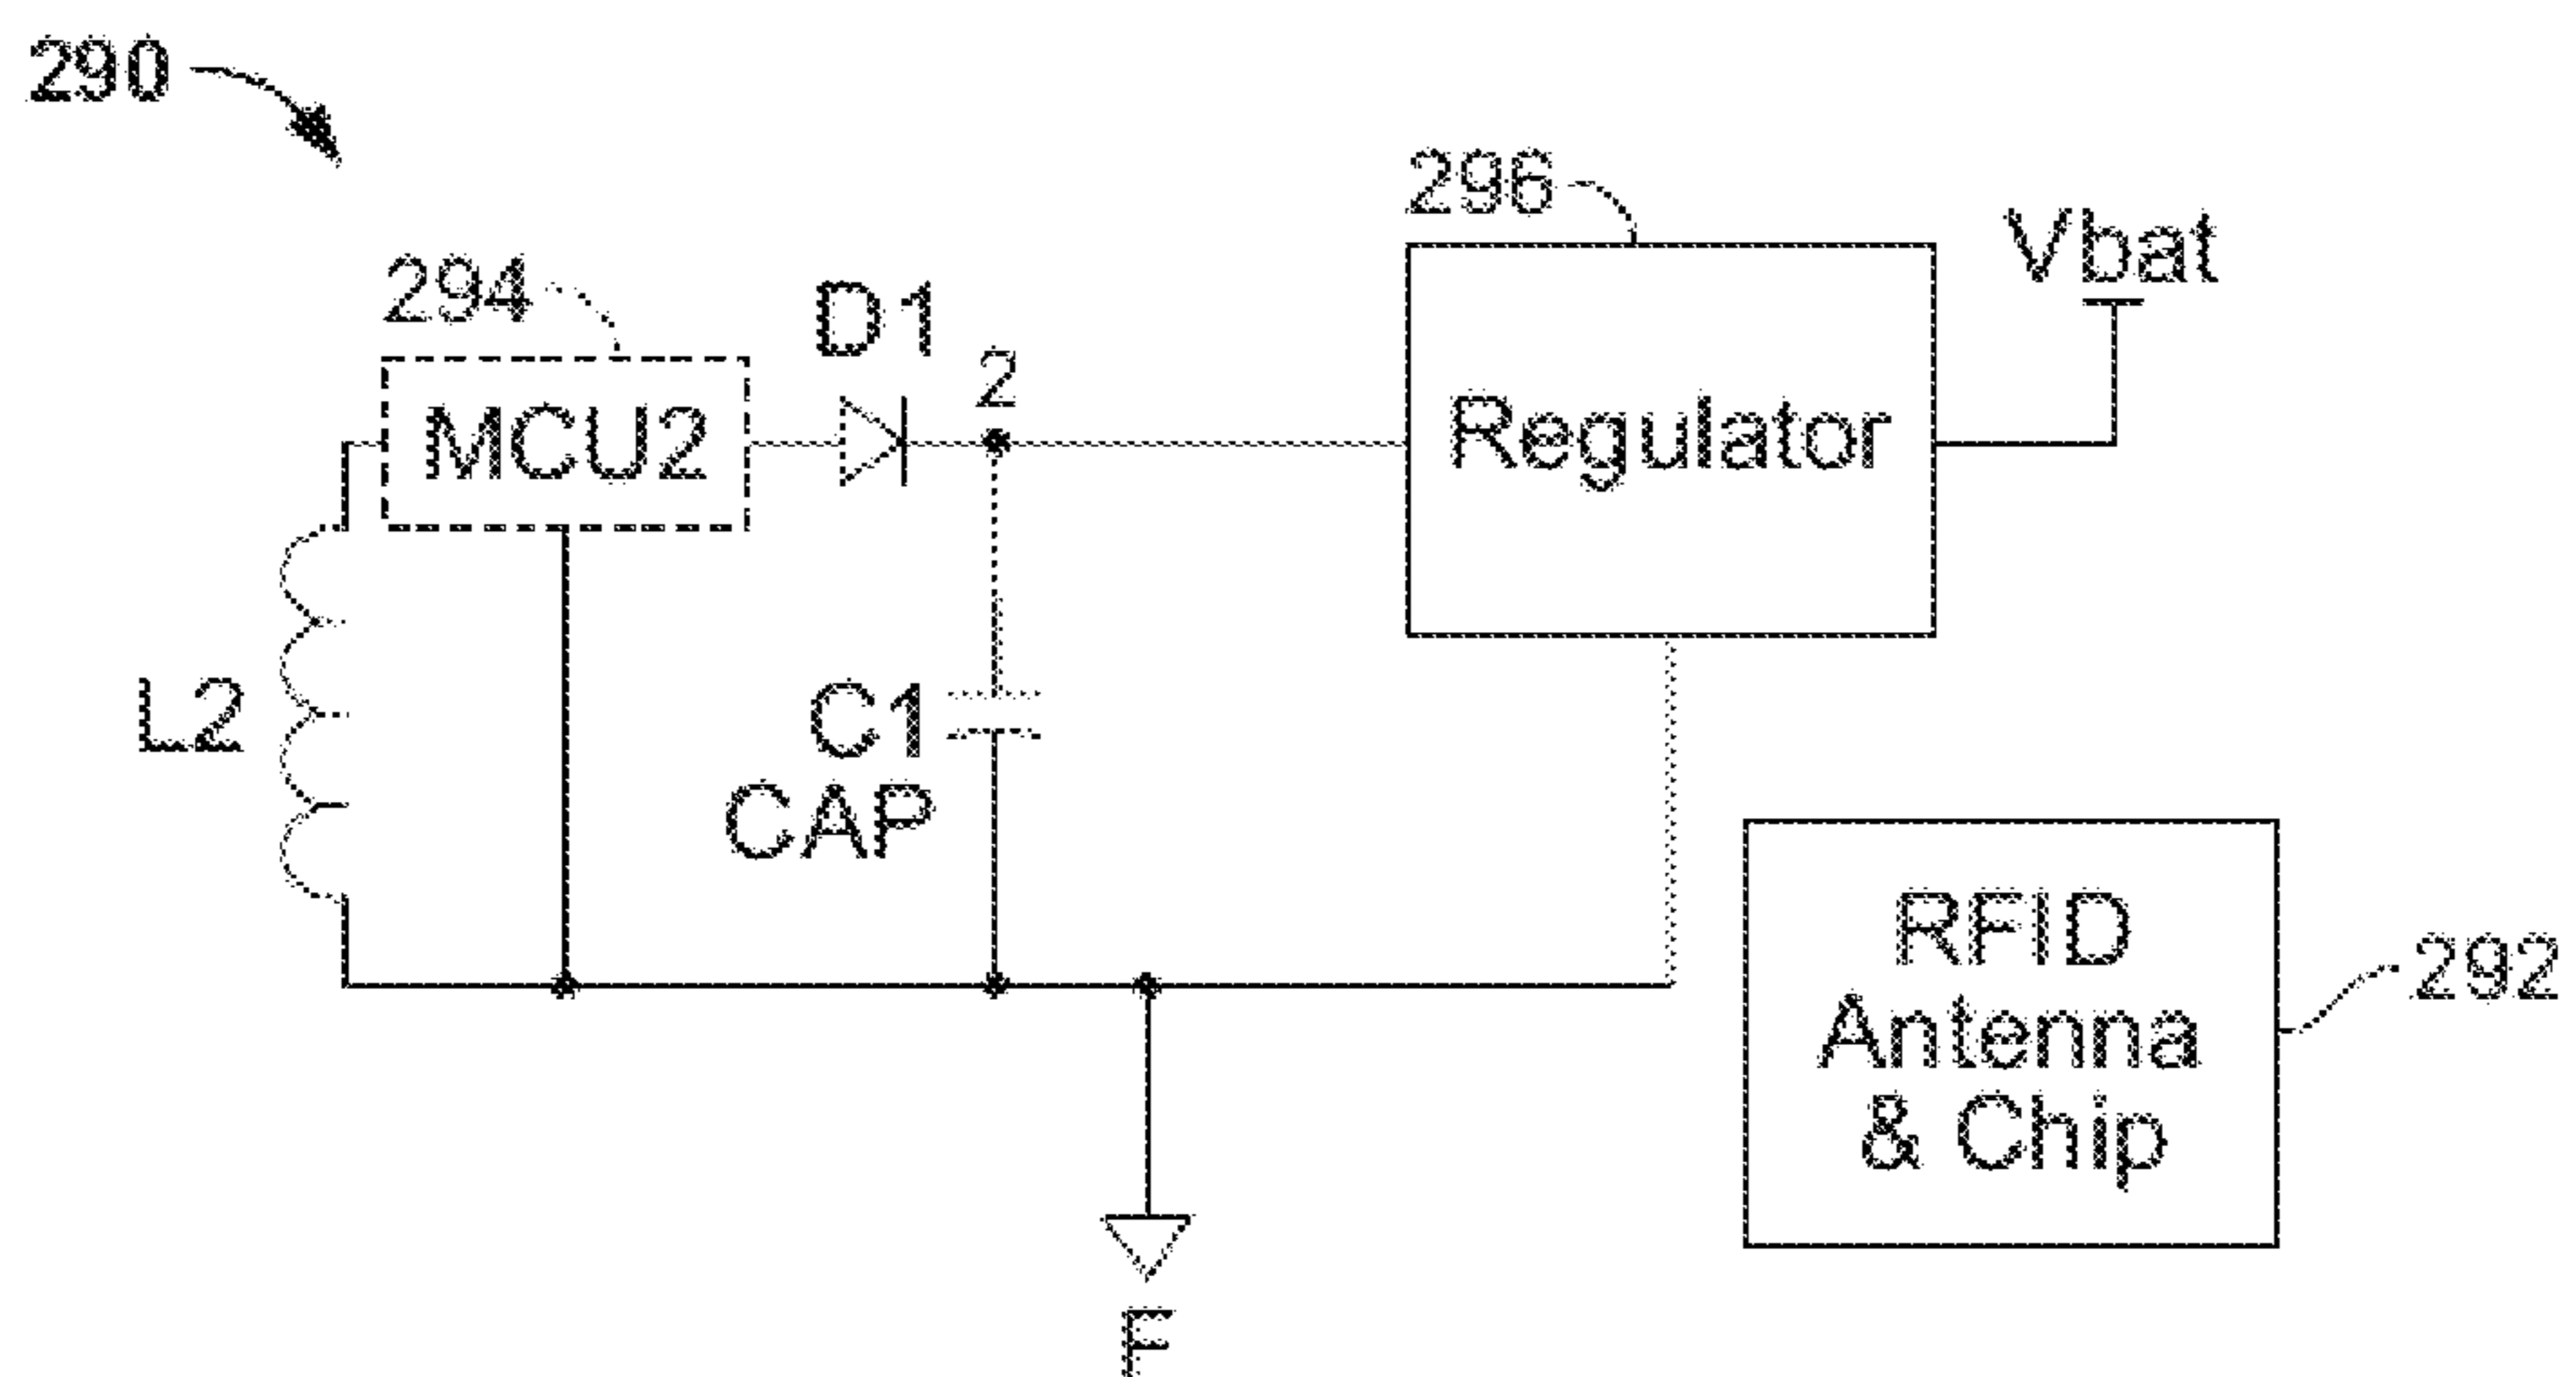 290
296
Vbat
294
D1
2
MCU2
Regulator
L2
C1
CAP
RFID
Antenna
& Chip
292